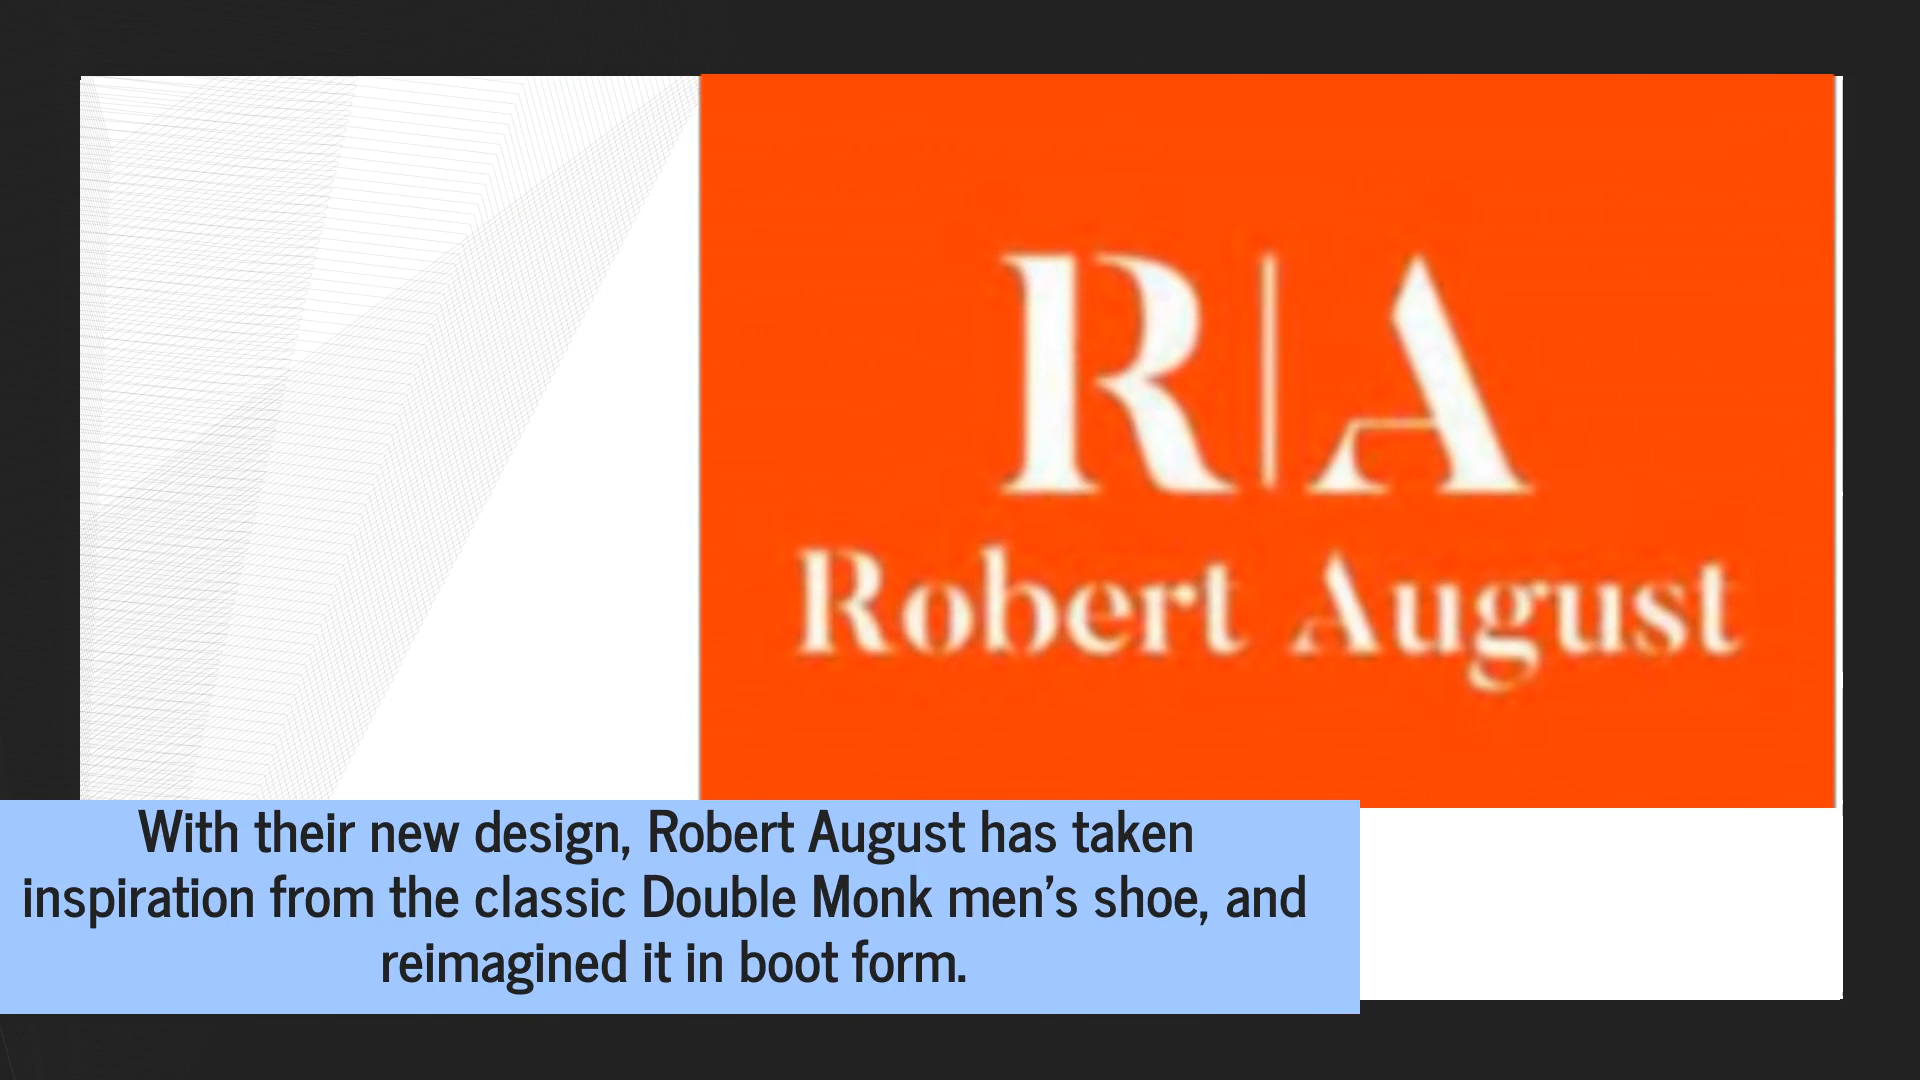 R|A
Robert August
With their new design, Robert August has taken
inspiration from the classic Double Monk men’s shoe, and
reimagined it in boot form.